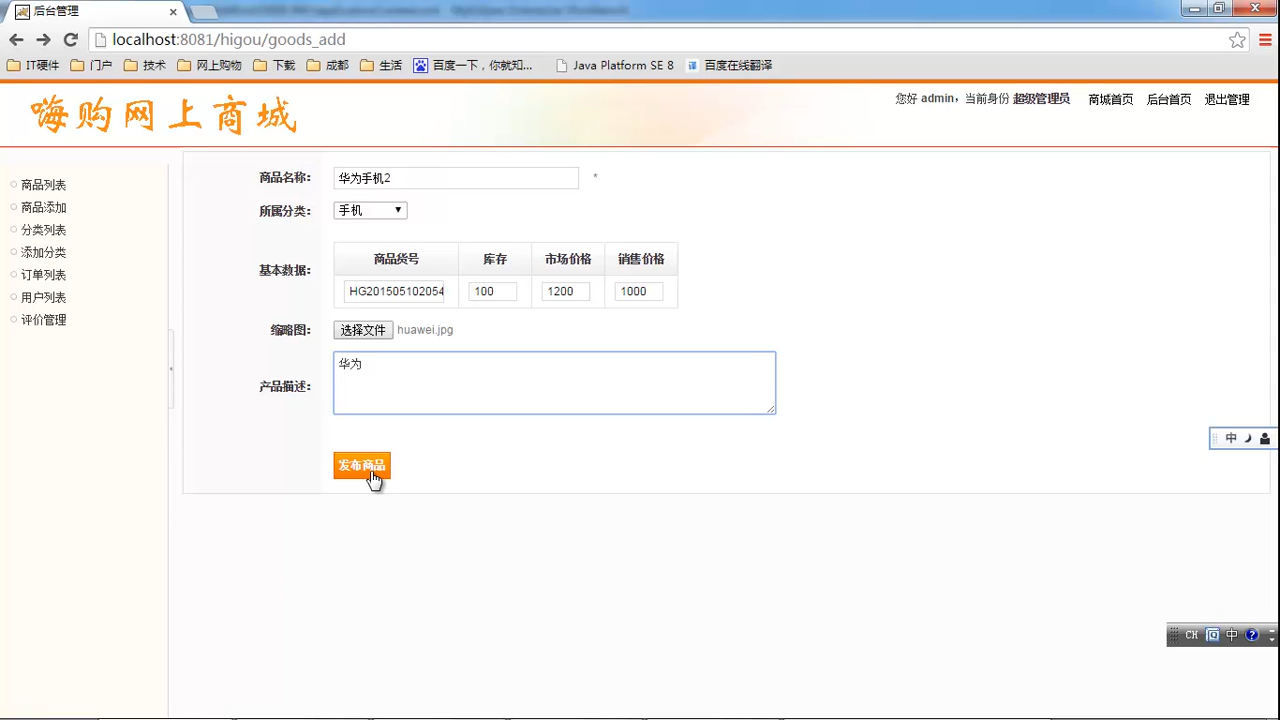 后台管理
localhost:8081/higou/goods_add
IT硬件 门户 技术 网上购物 下载 成都 生活 百度一下，你就知... Java Platform SE 8 译 百度在线翻译
嗨购网上商城
您好 admin，当前身份 超级管理员 商城首页 后台首页 退出管理
商品列表
商品添加
分类列表
添加分类
订单列表
用户列表
评价管理
商品名称： 华为手机2 *
所属分类： 手机
基本数据：
商品货号 库存 市场价格 销售价格
HG201505102054 100 1200 1000
缩略图： 选择文件 huawei.jpg
产品描述： 华为
发布商品
中
CH 中 ?